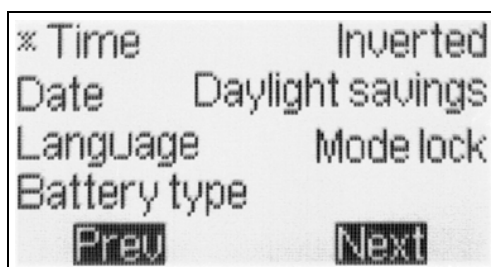 × Time Inverted
Date Daylight savings
Language Mode lock
Battery type
Prev Next